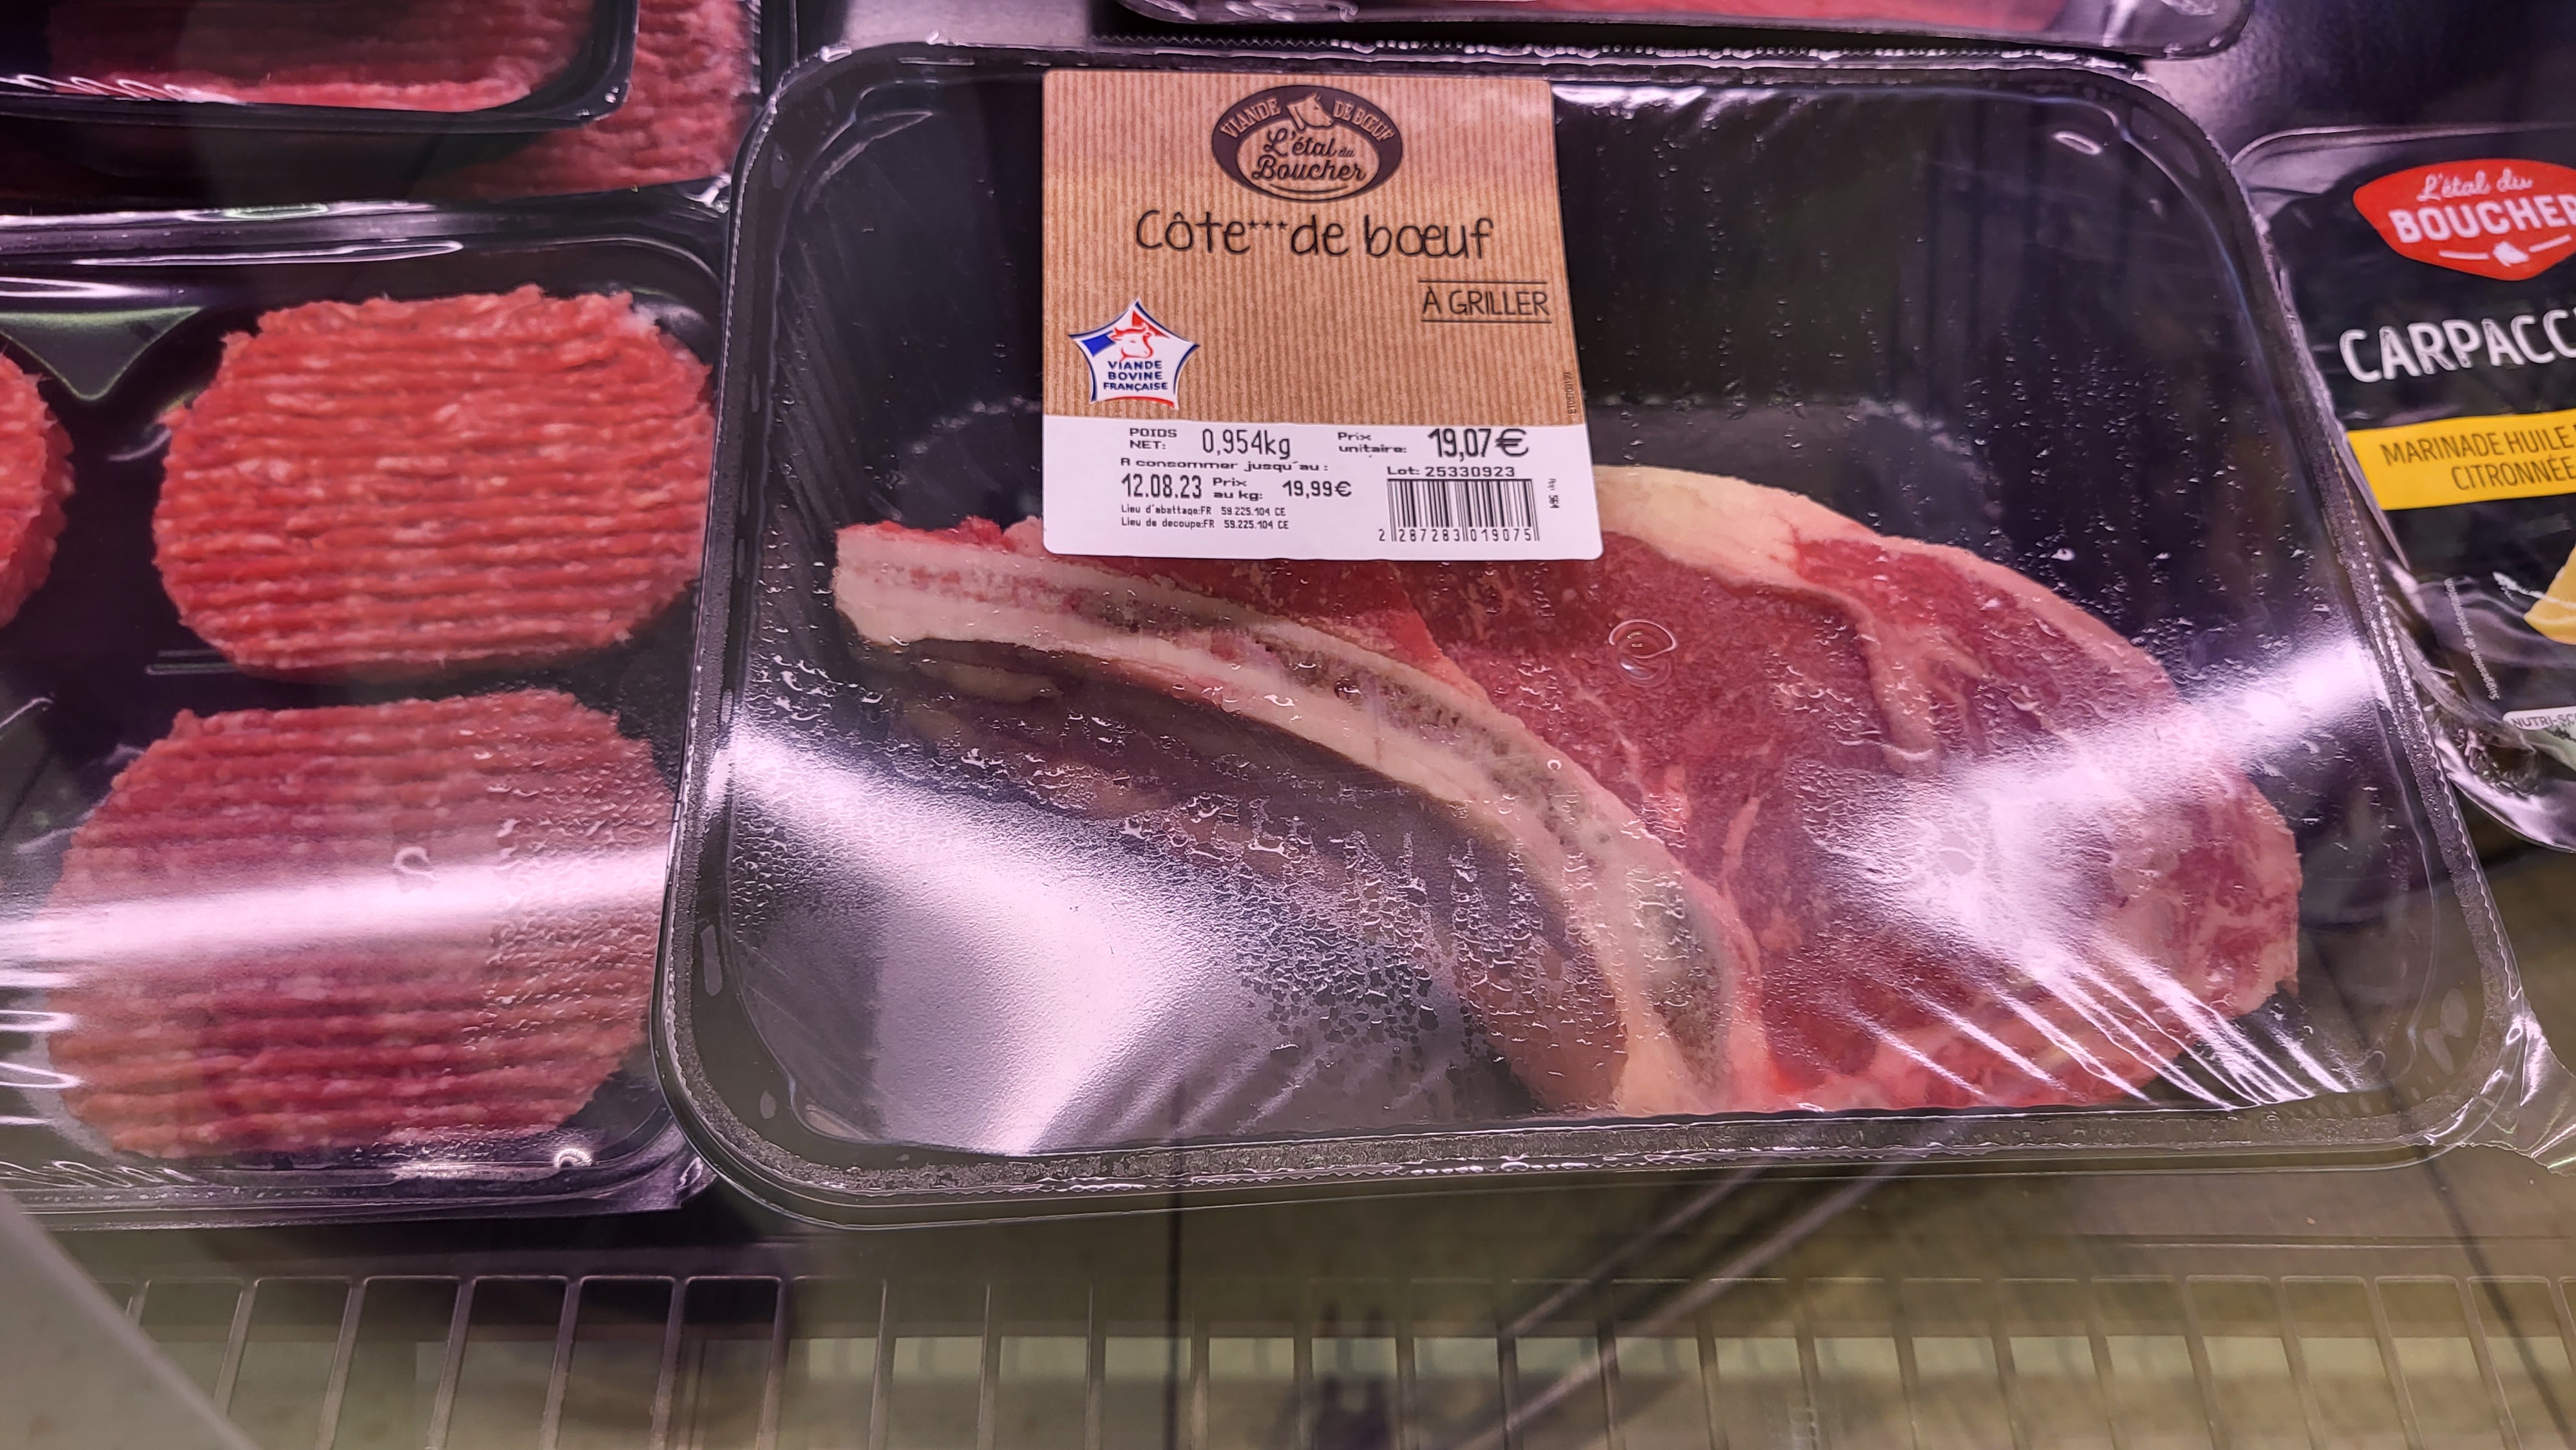 VIANDE DE BŒUF
L'étal du
Boucher
Côte***de bœuf
À GRILLER
VIANDE
BOVINE
FRANÇAISE
POIDS NET: 0,954kg Prix unitaire: 19,07€
A consommer jusqu'au :
Lot: 25330923
12.08.23 Prix au kg: 19,99€
Lieu d'abattage:FR 59.225.104 CE
Lieu de decoupe:FR 59.225.104 CE
2 287283 019075
L'étal du
BOUCHER
CARPACC
MARINADE HUILE
CITRONNÉE
NUTRI-SC